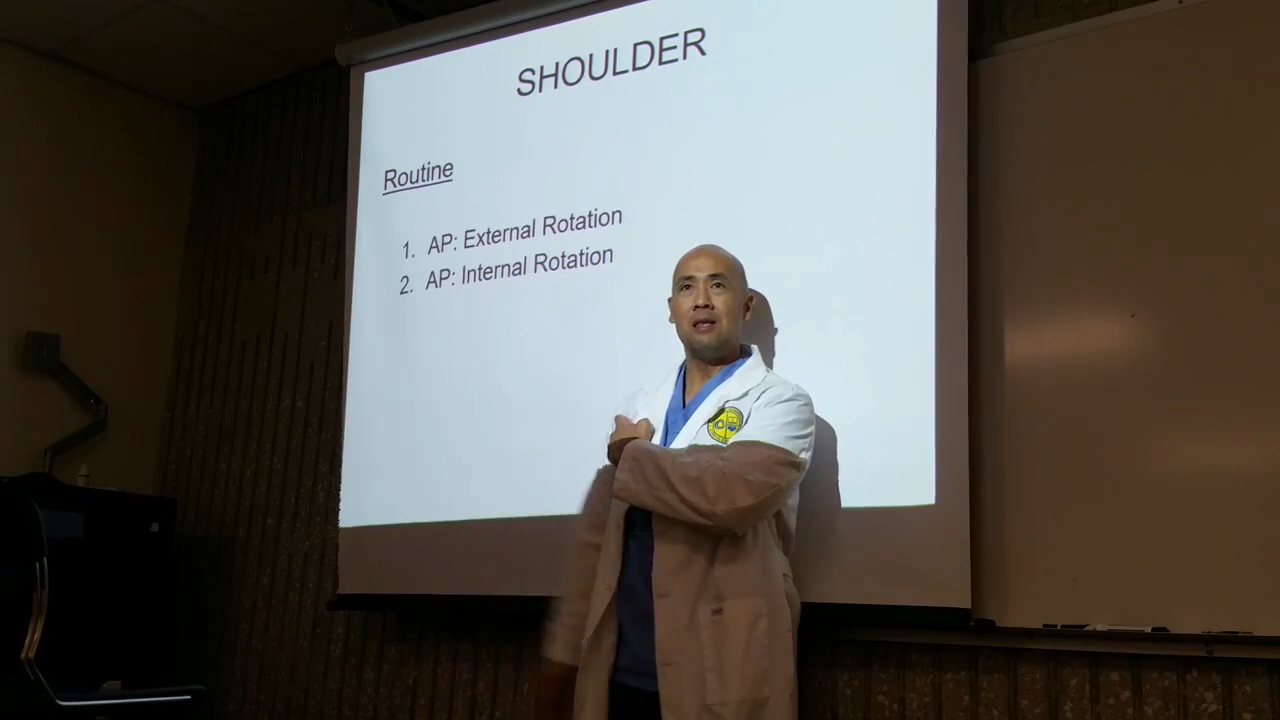 SHOULDER
Routine
1. AP: External Rotation
2. AP: Internal Rotation